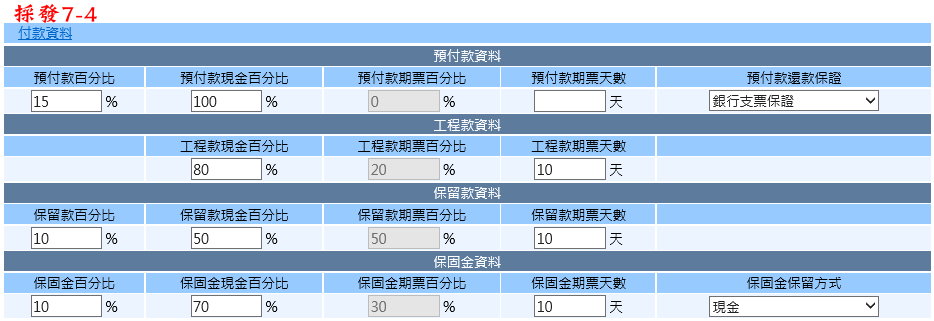 採發7-4
付款資料
預付款資料
預付款百分比 預付款現金百分比 預付款期票百分比 預付款期票天數 預付款還款保證
15 % 100 % 0 % 天 銀行支票保證
工程款資料
工程款現金百分比 工程款期票百分比 工程款期票天數
80 % 20 % 10 天
保留款資料
保留款百分比 保留款現金百分比 保留款期票百分比 保留款期票天數
10 % 50 % 50 % 10 天
保固金資料
保固金百分比 保固金現金百分比 保固金期票百分比 保固金期票天數 保固金保留方式
10 % 70 % 30 % 10 天 現金